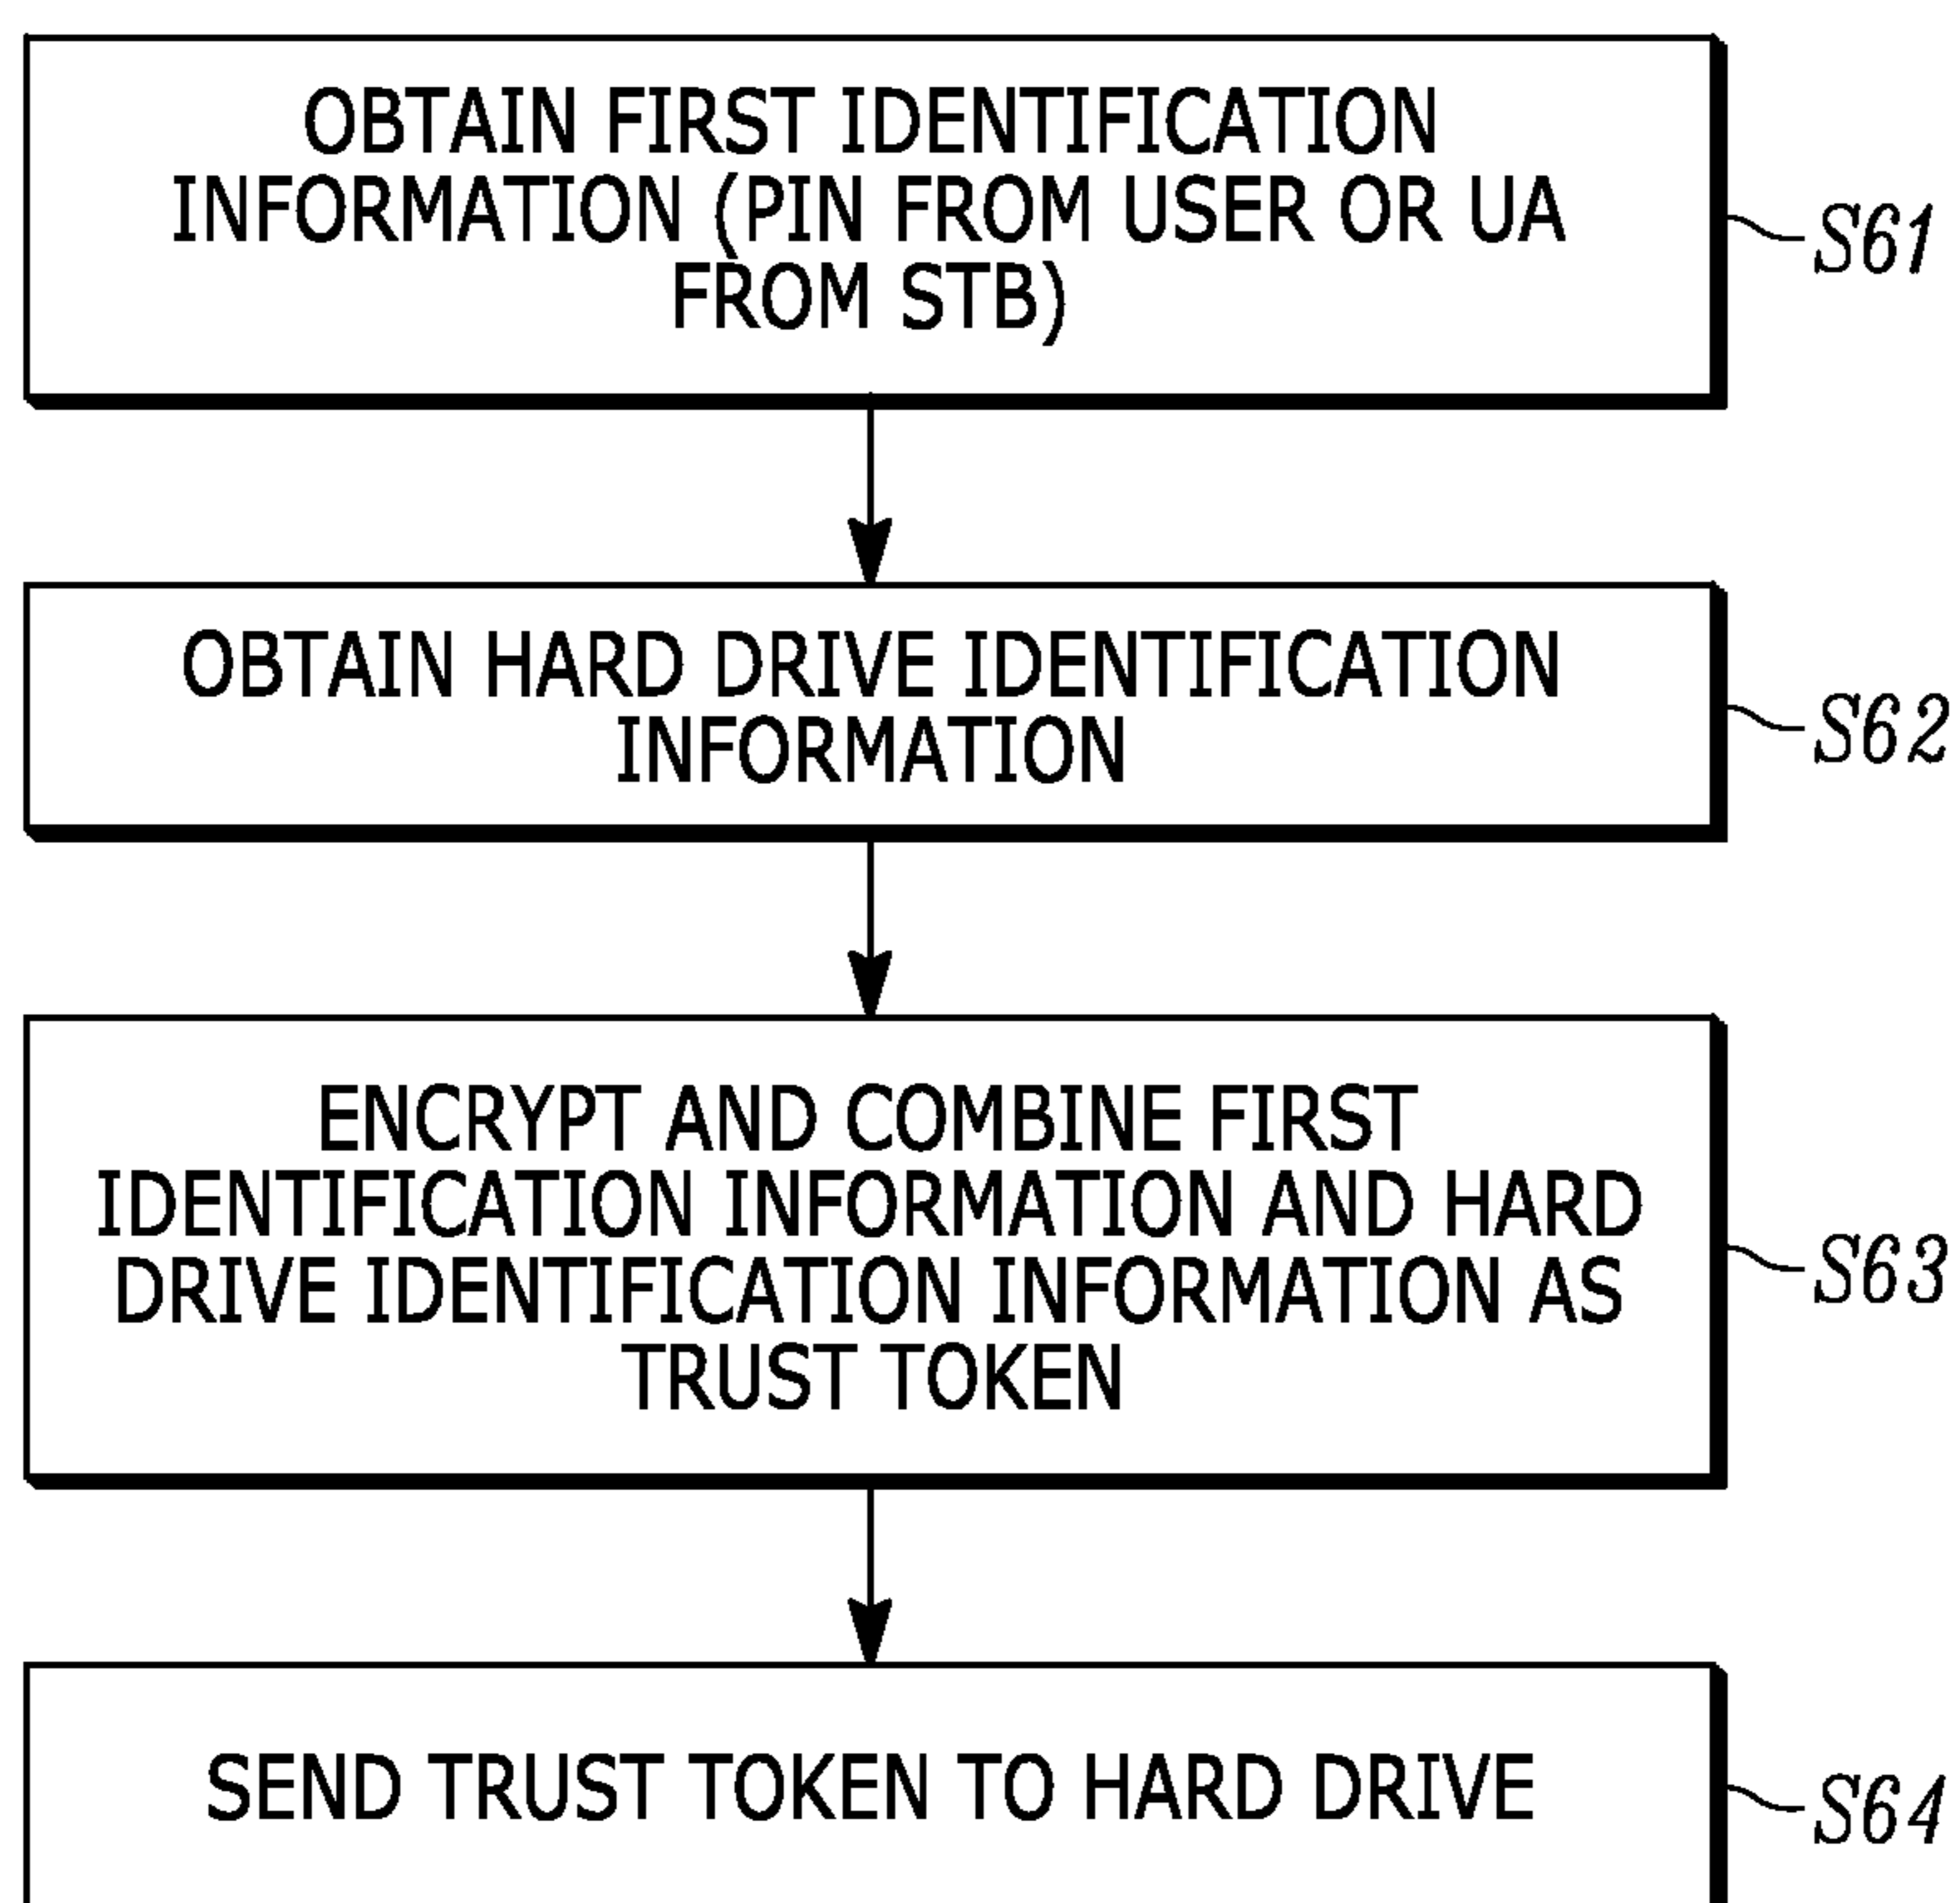 OBTAIN FIRST IDENTIFICATION
INFORMATION (PIN FROM USER OR UA
FROM STB)
S61
OBTAIN HARD DRIVE IDENTIFICATION
INFORMATION
S62
ENCRYPT AND COMBINE FIRST
IDENTIFICATION INFORMATION AND HARD
DRIVE IDENTIFICATION INFORMATION AS
TRUST TOKEN
S63
SEND TRUST TOKEN TO HARD DRIVE
S64